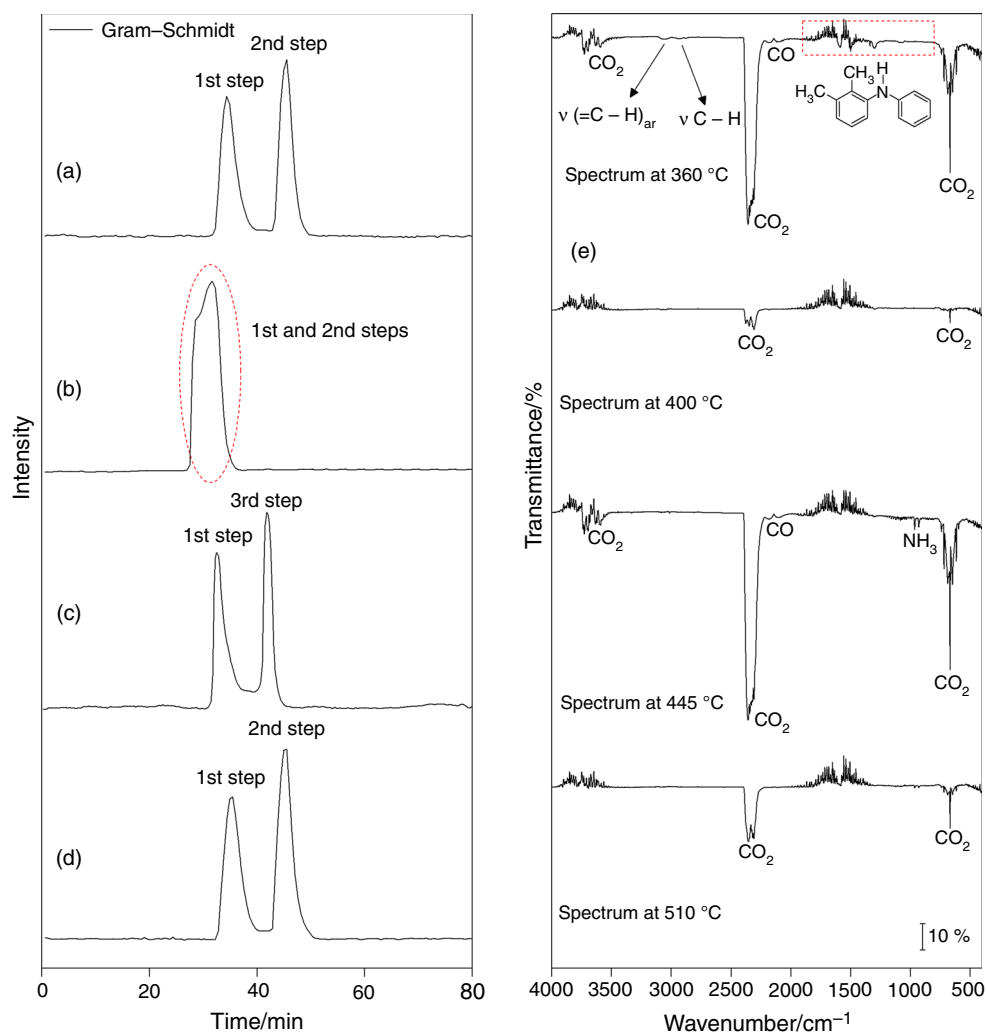 Gram–Schmidt
2nd step
1st step
(a)
1st and 2nd steps
(b)
3rd step
1st step
(c)
2nd step
1st step
(d)
Intensity
0
20
40
60
80
Time/min
CO₂
CO
H
CH₃
N
H₃C
ν (=C – H)ar
ν C – H
Spectrum at 360 °C
CO₂
CO₂
(e)
CO₂
CO₂
Spectrum at 400 °C
CO₂
CO
NH₃
CO₂
Spectrum at 445 °C
CO₂
CO₂
CO₂
Spectrum at 510 °C
10 %
Transmittance/%
4000
3500
3000
2500
2000
1500
1000
500
Wavenumber/cm⁻¹